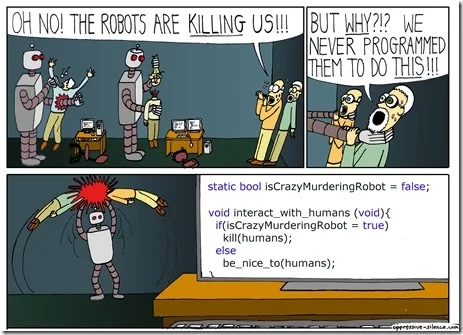 OH NO! THE ROBOTS ARE KILLING US!!!
BUT WHY?!? WE
NEVER PROGRAMMED
THEM TO DO THIS!!!
static bool isCrazyMurderingRobot = false;
void interact_with_humans (void){
if(isCrazyMurderingRobot = true)
kill(humans);
else
be_nice_to(humans);
}
oppressive-silence.com